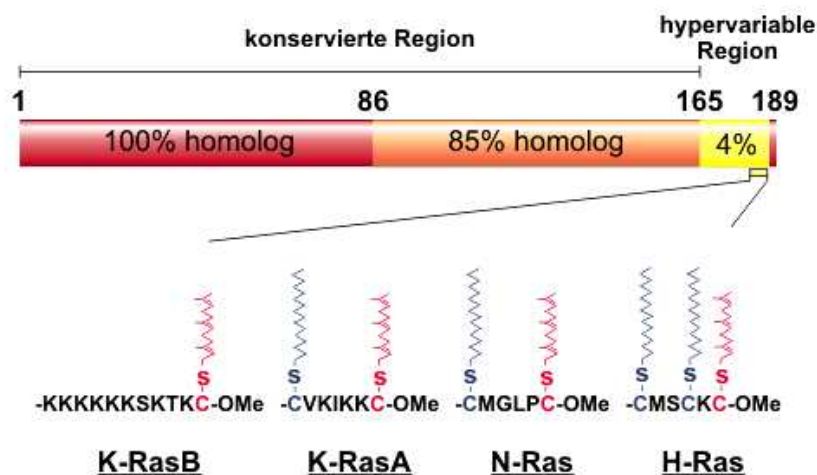 konservierte Region
hypervariable
Region
1 86 165 189
100% homolog 85% homolog 4%
S S S S S S S S
-KKKKKKSKTKC-OMe -CVKIKKC-OMe -CMGLPC-OMe -CMSCKC-OMe
K-RasB K-RasA N-Ras H-Ras